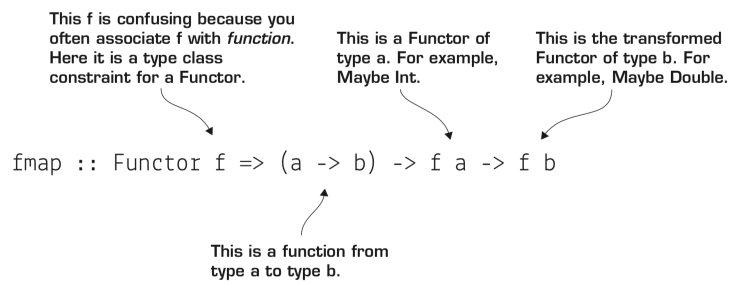 This f is confusing because you
often associate f with function.
Here it is a type class
constraint for a Functor.
This is a Functor of
type a. For example,
Maybe Int.
This is the transformed
Functor of type b. For
example, Maybe Double.
fmap :: Functor f => (a -> b) -> f a -> f b
This is a function from
type a to type b.